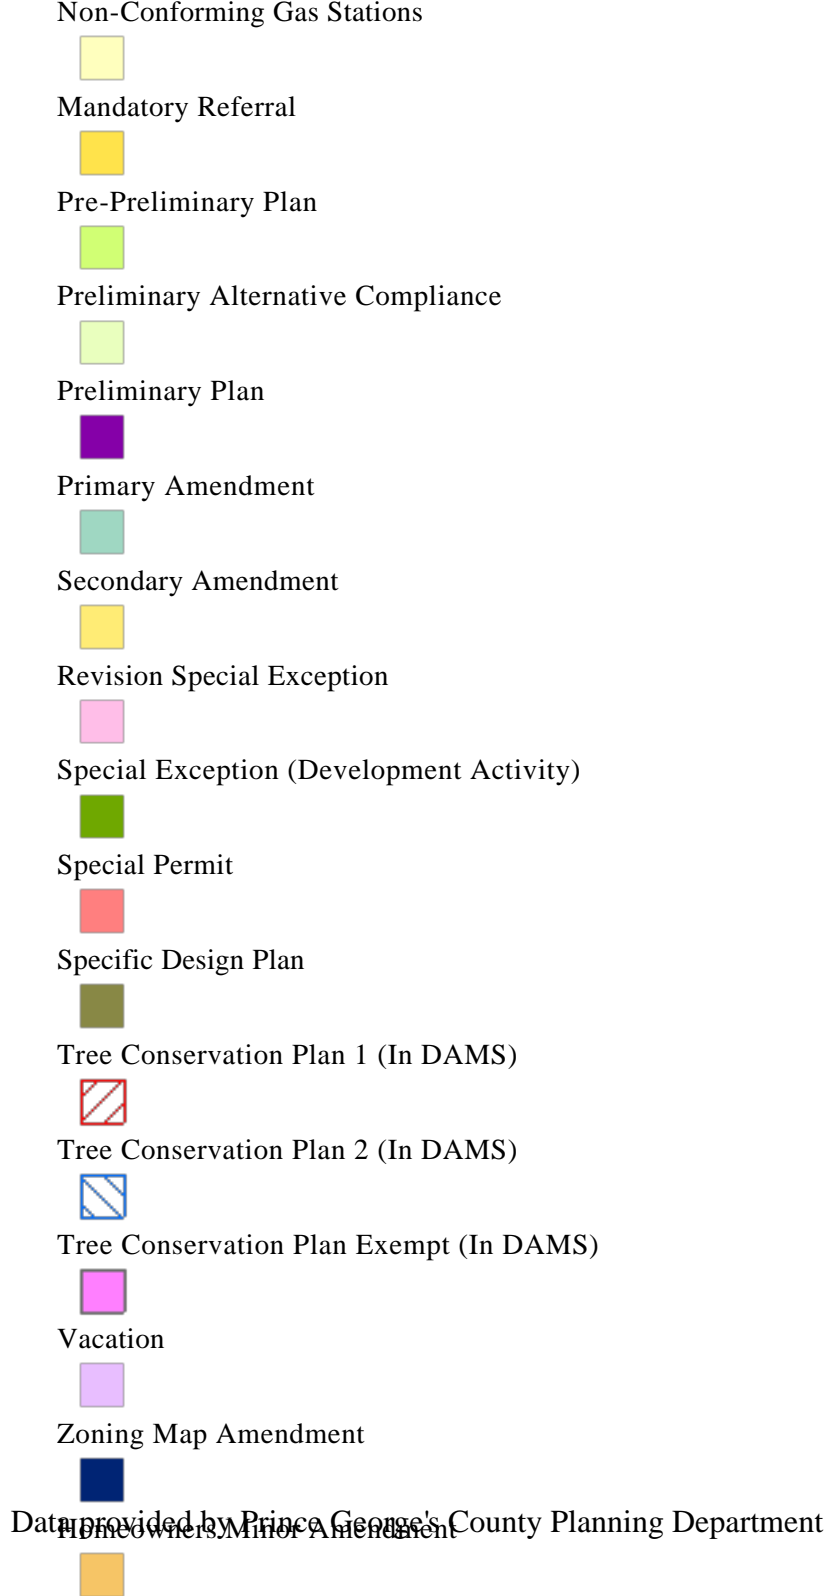 Non-Conforming Gas Stations
Mandatory Referral
Pre-Preliminary Plan
Preliminary Alternative Compliance
Preliminary Plan
Primary Amendment
Secondary Amendment
Revision Special Exception
Special Exception (Development Activity)
Special Permit
Specific Design Plan
Tree Conservation Plan 1 (In DAMS)
Tree Conservation Plan 2 (In DAMS)
Tree Conservation Plan Exempt (In DAMS)
Vacation
Zoning Map Amendment
Data provided by Prince George's County Planning Department
Homeowners Minor Amendment